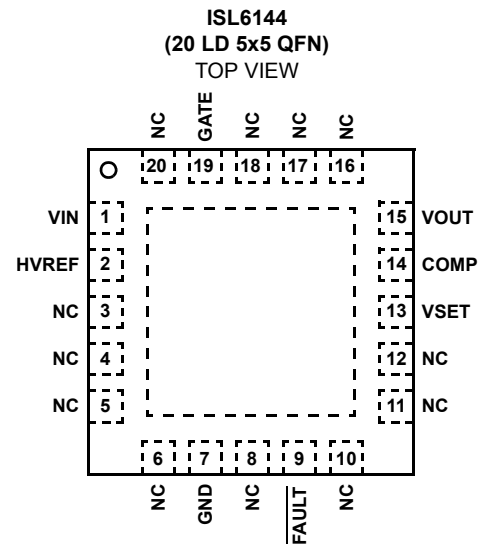 ISL6144
(20 LD 5x5 QFN)
TOP VIEW
NC GATE NC NC NC
20 19 18 17 16
VIN 1 15 VOUT
HVREF 2 14 COMP
NC 3 13 VSET
NC 4 12 NC
NC 5 11 NC
6 7 8 9 10
NC GND NC FAULT NC